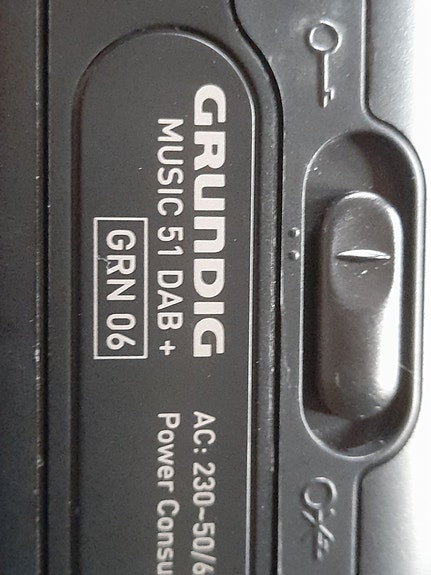 GRUNDIG
MUSIC 51 DAB +
GRN 06
AC: 230~50/6
Power Consu